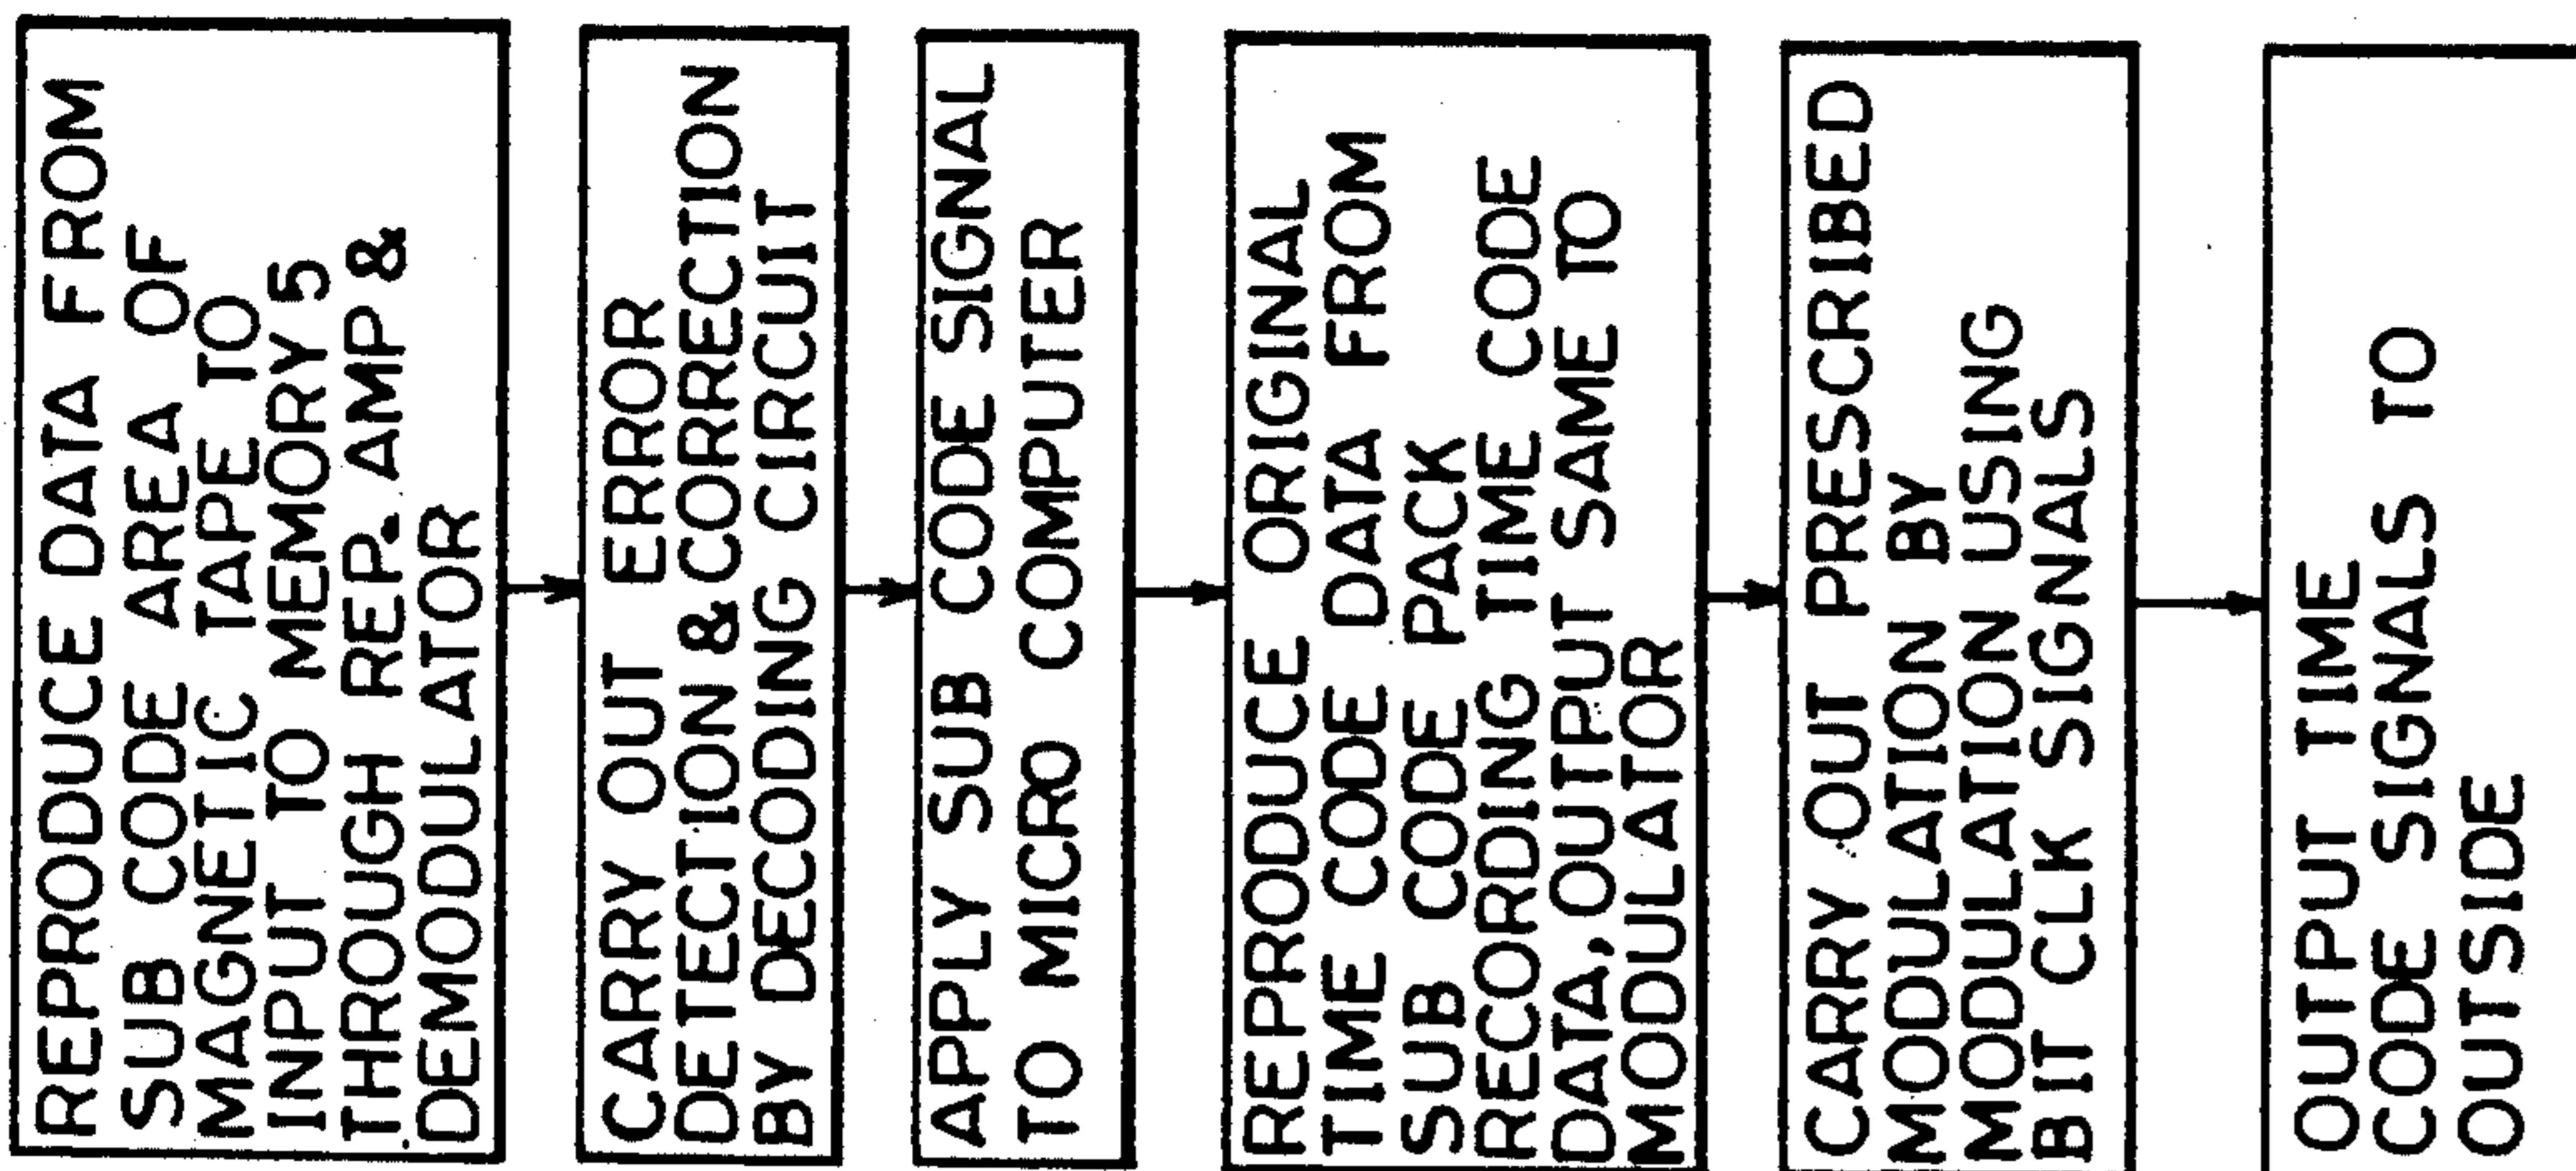 REPRODUCE DATA FROM
SUB CODE AREA OF
MAGNETIC TAPE TO
INPUT TO MEMORY 5
THROUGH REP. AMP &
DEMODULATOR
CARRY OUT ERROR
DETECTION & CORRECTION
BY DECODING CIRCUIT
APPLY SUB CODE SIGNAL
TO MICRO COMPUTER
REPRODUCE ORIGINAL
TIME CODE DATA FROM
SUB CODE PACK
RECORDING TIME CODE
DATA, OUTPUT SAME TO
MODULATOR
CARRY OUT PRESCRIBED
MODULATION BY
MODULATION USING
BIT CLK SIGNALS
OUTPUT TIME
CODE SIGNALS TO
OUTSIDE